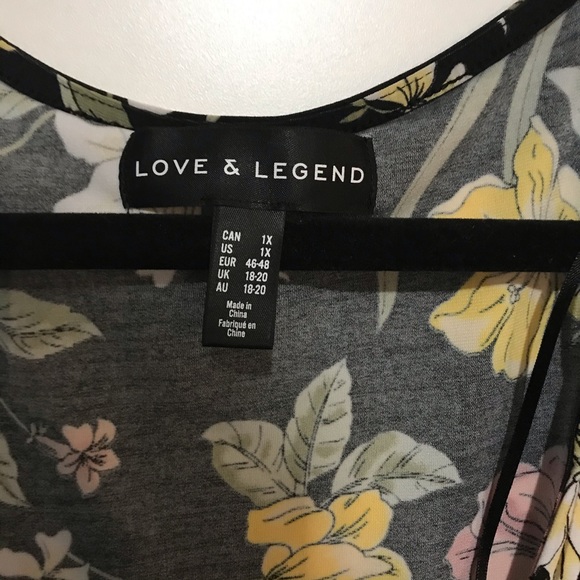 LOVE & LEGEND
CAN 1X
US 1X
EUR 46-48
UK 18-20
AU 18-20
Made in
China
Fabriqué en
Chine